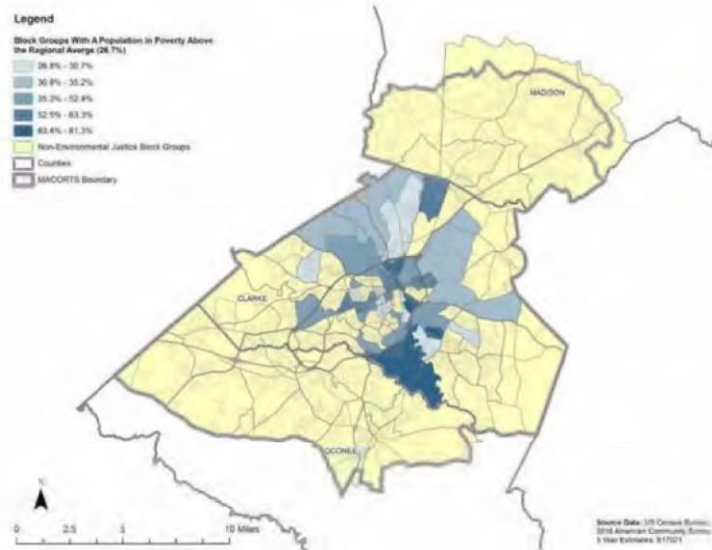 Legend
Block Groups With A Population In Poverty Above
the Regional Averge (26.7%)
26.8% - 30.7%
30.8% - 35.2%
35.3% - 52.4%
52.5% - 63.3%
63.4% - 81.3%
Non-Environmental Justice Block Groups
Counties
MACORTS Boundary
MADISON
CLARKE
OCONEE
N
0 2.5 5 10 Miles
Source Data: US Census Bureau,
2016 American Community Survey
5 Year Estimates,